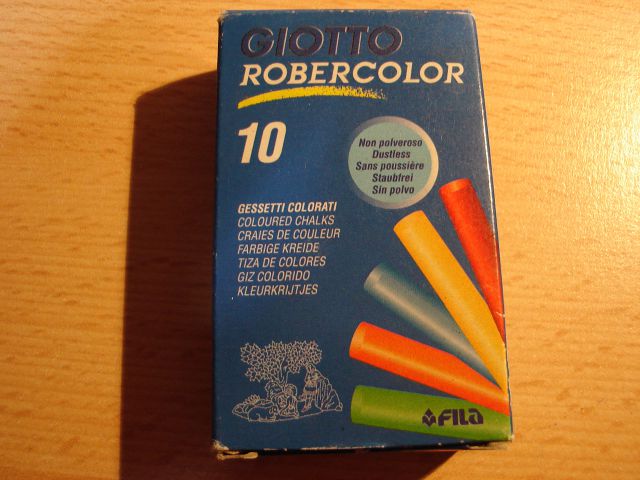 GIOTTO
ROBERCOLOR
10
Non polveroso
Dustless
Sans poussière
Staubfrei
Sin polvo
GESSETTI COLORATI
COLOURED CHALKS
CRAIES DE COULEUR
FARBIGE KREIDE
TIZA DE COLORES
GIZ COLORIDO
KLEURKRIJTJES
FILA